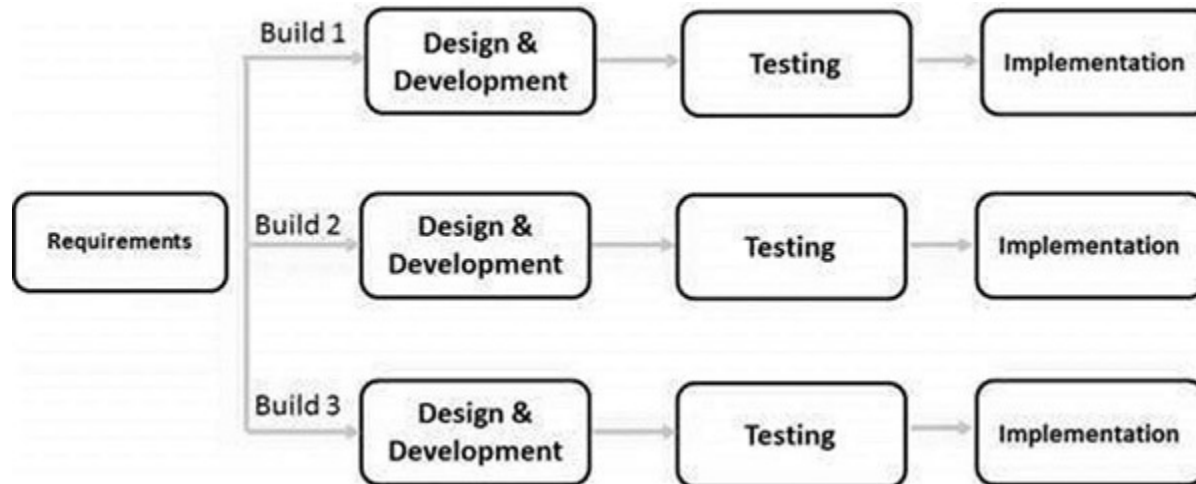 Build 1
Design &
Development
Testing
Implementation
Requirements
Build 2
Design &
Development
Testing
Implementation
Build 3
Design &
Development
Testing
Implementation